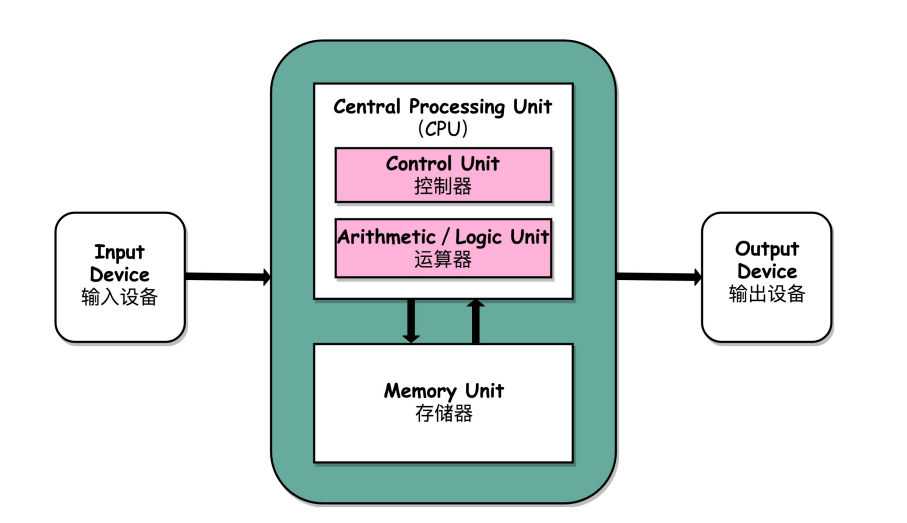 Central Processing Unit
（CPU）
Control Unit
控制器
Arithmetic / Logic Unit
运算器
Input
Device
输入设备
Output
Device
输出设备
Memory Unit
存储器